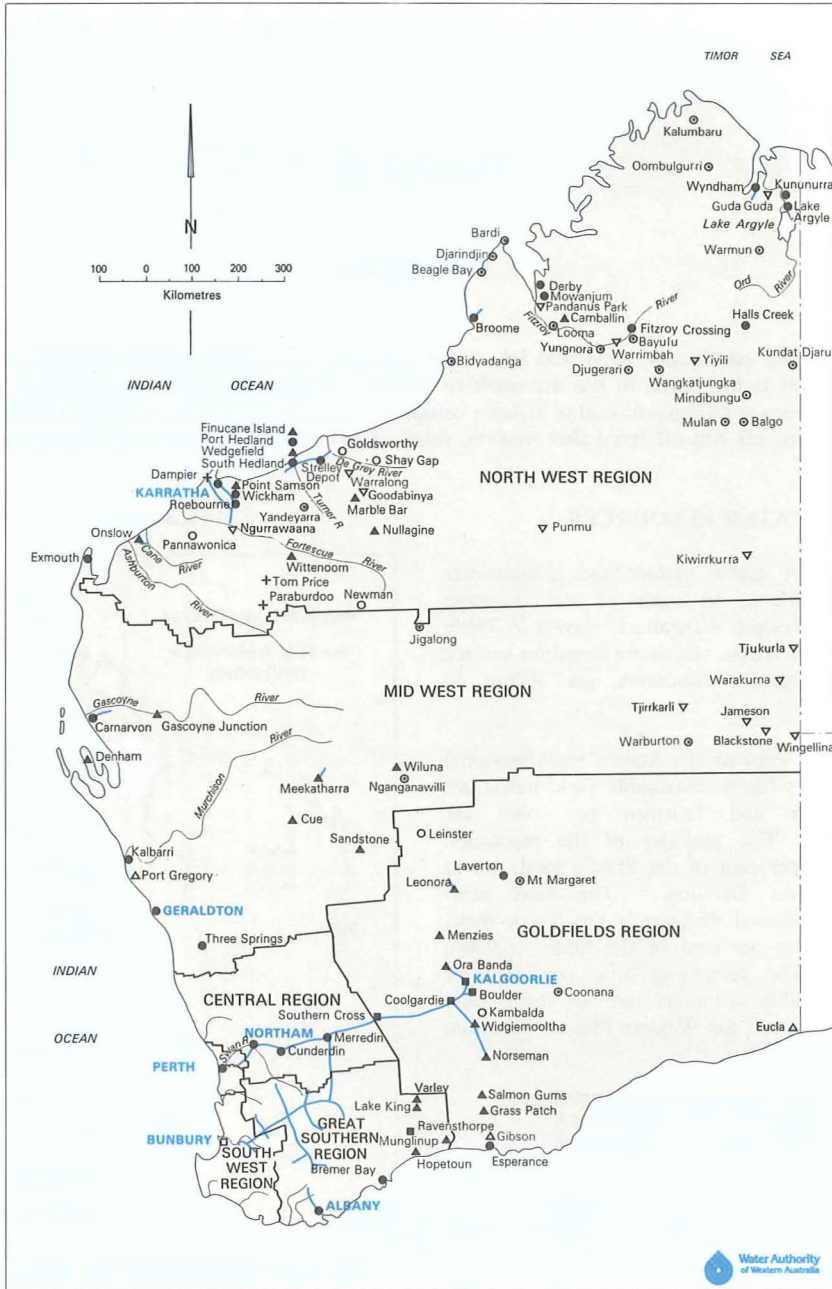 TIMOR SEA
Kalumbaru
Oombulgurri
Wyndham
Kununurra
Guda Guda
Lake Argyle
Lake Argyle
Bardi
Djarindjin
Beagle Bay
Warmun
Ord River
N
100 0 100 200 300
Kilometres
Derby
Mowanjum
Pandanus Park
Camballin
Broome
Fitzroy River
Looma
Fitzroy Crossing
Halls Creek
Bayulu
Yungnora
Warrimbah
Bidyadanga
Djugerari
Yiyili
Kundat Djaru
Wangkatjungka
Mindibungu
INDIAN OCEAN
Mulan
Balgo
Finucane Island
Port Hedland
Wedgefield
South Hedland
Goldsworthy
Shay Gap
Strelley Depot
De Grey River
NORTH WEST REGION
Dampier
KARRATHA
Point Samson
Wickham
Roebourne
Warralong
Goodabinya
Marble Bar
Turner R
Yandeyarra
Ngurrawaana
Nullagine
Punmu
Onslow
Cane River
Pannawonica
Fortescue River
Exmouth
Ashburton River
Wittenoom
Kiwirrkurra
Tom Price
Paraburdoo
Newman
Jigalong
Tjukurla
MID WEST REGION
Warakurna
Gascoyne River
Carnarvon
Gascoyne Junction
Tjirrkarli
Jameson
River
Warburton
Blackstone
Wingellina
Denham
Murchison
Wiluna
Meekatharra
Nganganawilli
Cue
Leinster
Sandstone
Kalbarri
Port Gregory
Laverton
Mt Margaret
Leonora
GERALDTON
GOLDFIELDS REGION
Menzies
Three Springs
Ora Banda
INDIAN
KALGOORLIE
CENTRAL REGION
Boulder
Coonana
Coolgardie
Southern Cross
Kambalda
OCEAN
NORTHAM
Widgiemooltha
Eucla
Merredin
Swan R
Cunderdin
Norseman
PERTH
Varley
Salmon Gums
Lake King
Grass Patch
GREAT SOUTHERN REGION
Ravensthorpe
BUNBURY
Gibson
Munglinup
SOUTH WEST REGION
Esperance
Bremer Bay
Hopetoun
ALBANY
Water Authority
of Western Australia